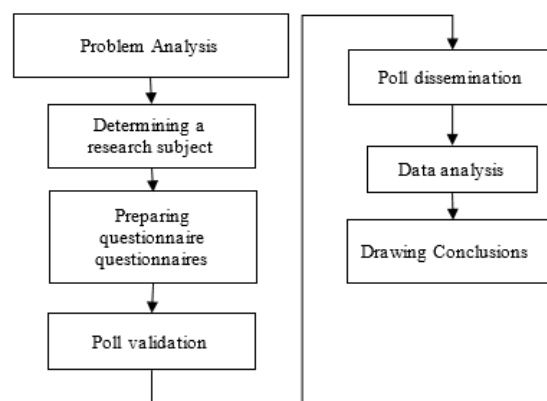 Problem Analysis
Determining a
research subject
Preparing
questionnaire
questionnaires
Poll validation
Poll dissemination
Data analysis
Drawing Conclusions